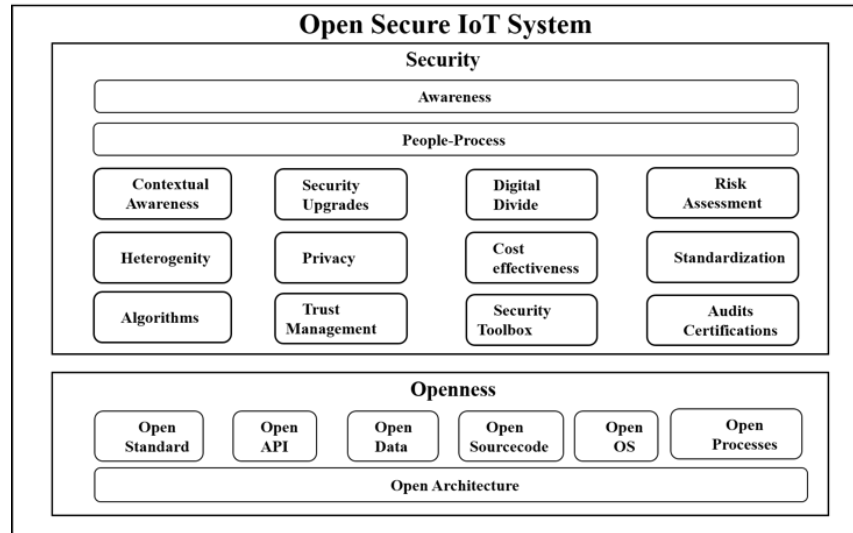 Open Secure IoT System
Security
Awareness
People-Process
Contextual
Awareness
Security
Upgrades
Digital
Divide
Risk
Assessment
Heterogenity
Privacy
Cost
effectiveness
Standardization
Algorithms
Trust
Management
Security
Toolbox
Audits
Certifications
Openness
Open
Standard
Open
API
Open
Data
Open
Sourcecode
Open
OS
Open
Processes
Open Architecture